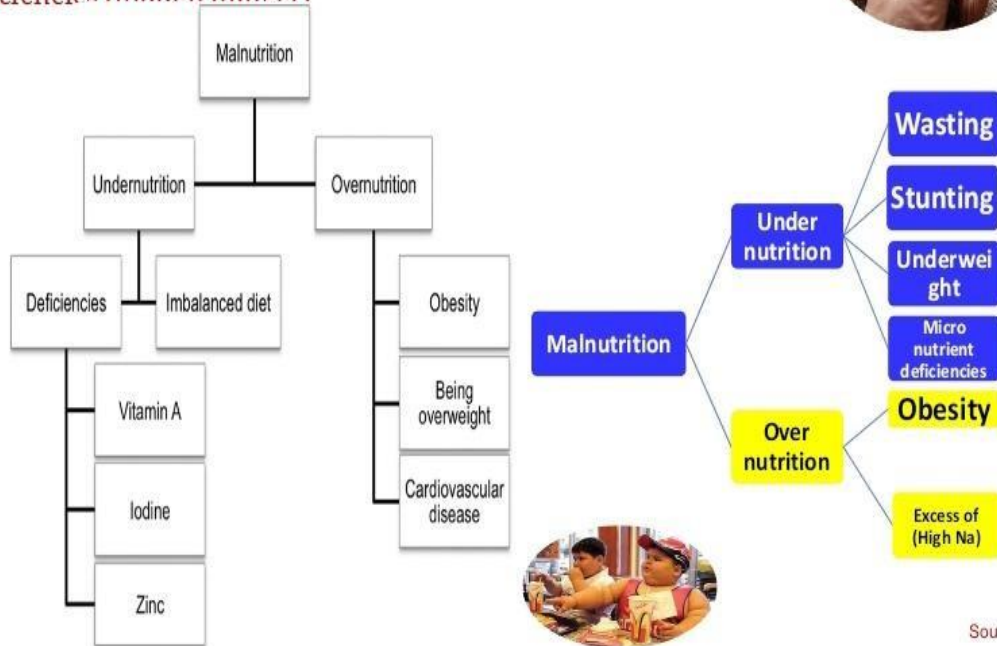 Malnutrition
Undernutrition
Overnutrition
Deficiencies
Imbalanced diet
Vitamin A
Iodine
Zinc
Obesity
Being
overweight
Cardiovascular
disease
Malnutrition
Under
nutrition
Wasting
Stunting
Underwei
ght
Micro
nutrient
deficiencies
Over
nutrition
Obesity
Excess of
(High Na)
Sou